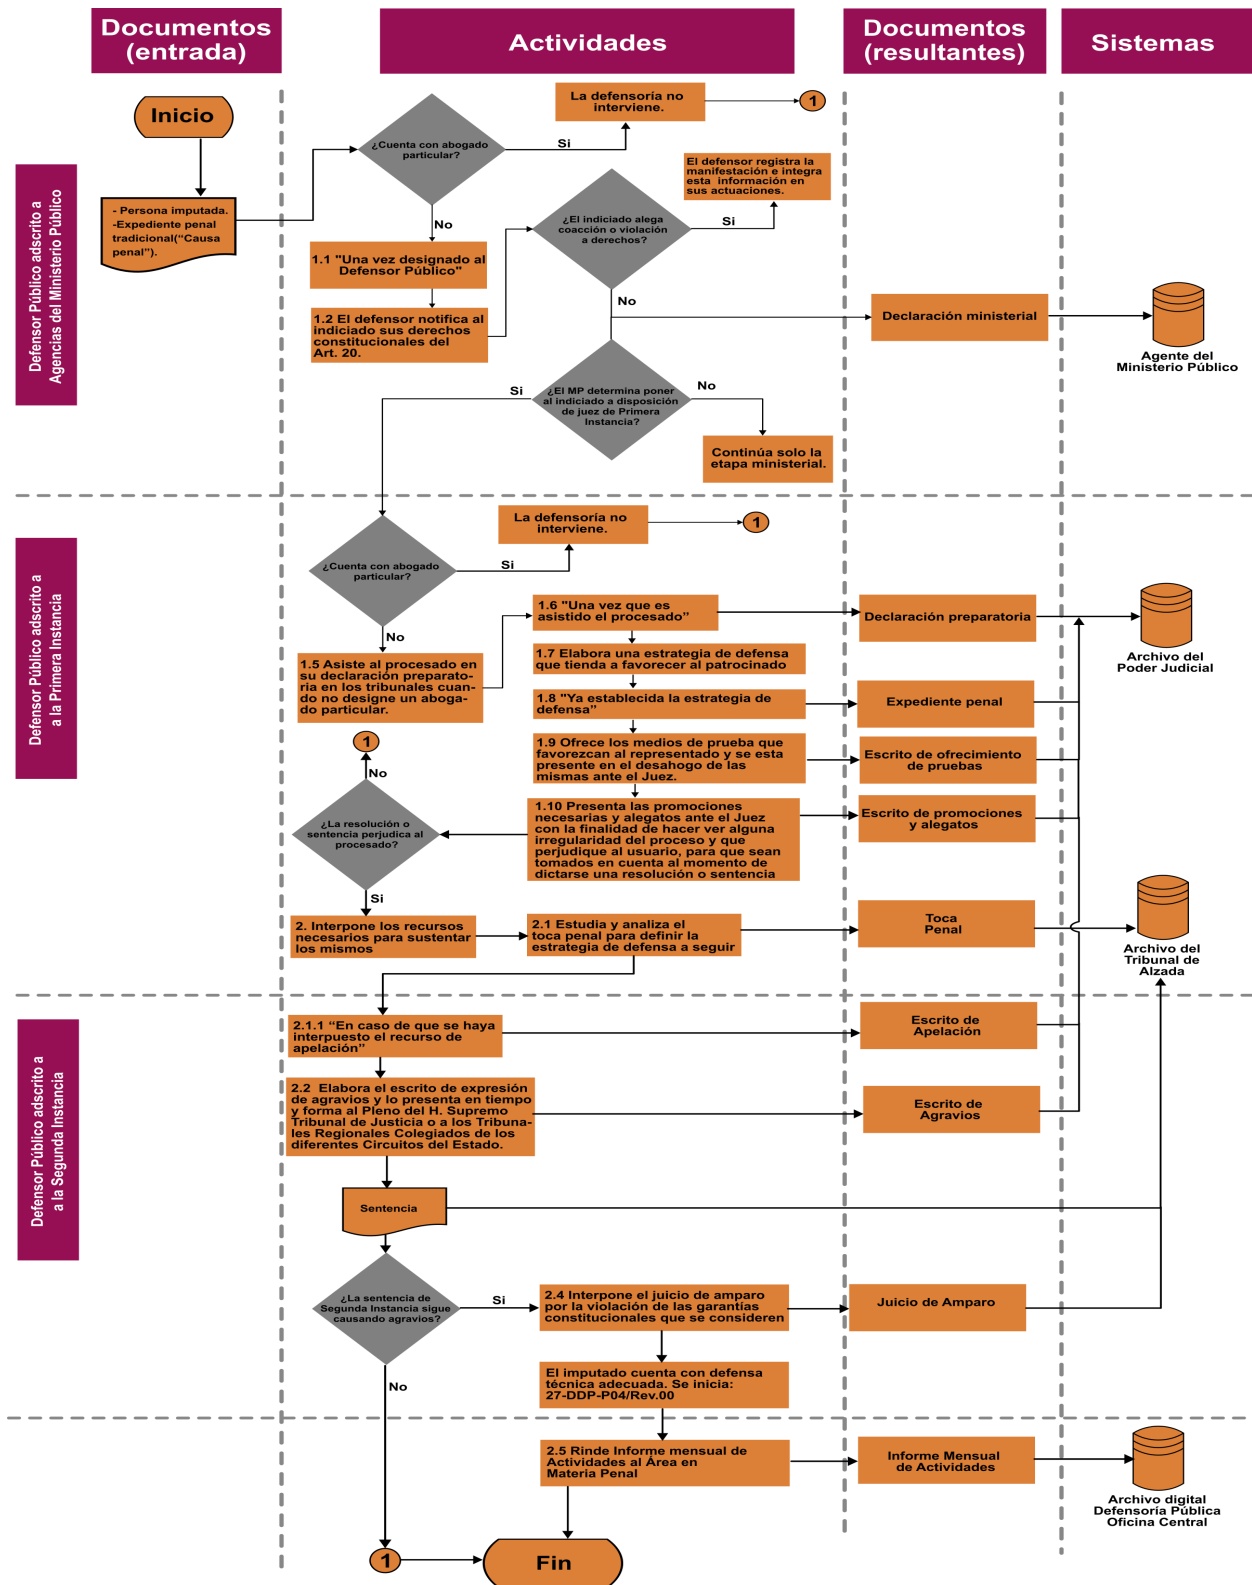 Documentos
(entrada)
Actividades
Documentos
(resultantes)
Sistemas
Defensor Público adscrito a
Agencias del Ministerio Público
Inicio
- Persona imputada.
-Expediente penal
tradicional(“Causa
penal”).
¿Cuenta con abogado
particular?
Si
La defensoría no
interviene.
1
No
1.1 "Una vez designado al
Defensor Público"
1.2 El defensor notifica al
indiciado sus derechos
constitucionales del
Art. 20.
¿El indiciado alega
coacción o violación
a derechos?
Si
El defensor registra la
manifestación e integra
esta información en
sus actuaciones.
No
Declaración ministerial
Agente del
Ministerio Público
¿El MP determina poner
al indiciado a disposición
de juez de Primera
Instancia?
Si
No
Continúa solo la
etapa ministerial.
Defensor Público adscrito a
a la Primera Instancia
¿Cuenta con abogado
particular?
Si
La defensoría no
interviene.
1
No
1.5 Asiste al procesado en
su declaración preparato-
ria en los tribunales cuan-
do no designe un aboga-
do particular.
1.6 "Una vez que es
asistido el procesado”
Declaración preparatoria
Archivo del
Poder Judicial
1.7 Elabora una estrategia de defensa
que tienda a favorecer al patrocinado
1.8 "Ya establecida la estrategia de
defensa”
Expediente penal
1.9 Ofrece los medios de prueba que
favorezcan al representado y se esta
presente en el desahogo de las
mismas ante el Juez.
Escrito de ofrecimiento
de pruebas
1.10 Presenta las promociones
necesarias y alegatos ante el Juez
con la finalidad de hacer ver alguna
irregularidad del proceso y que
perjudique al usuario, para que sean
tomados en cuenta al momento de
dictarse una resolución o sentencia
Escrito de promociones
y alegatos
1
No
¿La resolución o
sentencia perjudica al
procesado?
Si
2. Interpone los recursos
necesarios para sustentar
los mismos
2.1 Estudia y analiza el
toca penal para definir la
estrategia de defensa a seguir
Toca
Penal
Archivo del
Tribunal de
Alzada
Defensor Público adscrito a
a la Segunda Instancia
2.1.1 “En caso de que se haya
interpuesto el recurso de
apelación”
Escrito de
Apelación
2.2 Elabora el escrito de expresión
de agravios y lo presenta en tiempo
y forma al Pleno del H. Supremo
Tribunal de Justicia o a los Tribuna-
les Regionales Colegiados de los
diferentes Circuitos del Estado.
Escrito de
Agravios
Sentencia
¿La sentencia de
Segunda Instancia sigue
causando agravios?
Si
2.4 Interpone el juicio de amparo
por la violación de las garantías
constitucionales que se consideren
Juicio de Amparo
No
El imputado cuenta con defensa
técnica adecuada. Se inicia:
27-DDP-P04/Rev.00
2.5 Rinde Informe mensual de
Actividades al Área en
Materia Penal
Informe Mensual
de Actividades
Archivo digital
Defensoría Pública
Oficina Central
1
Fin